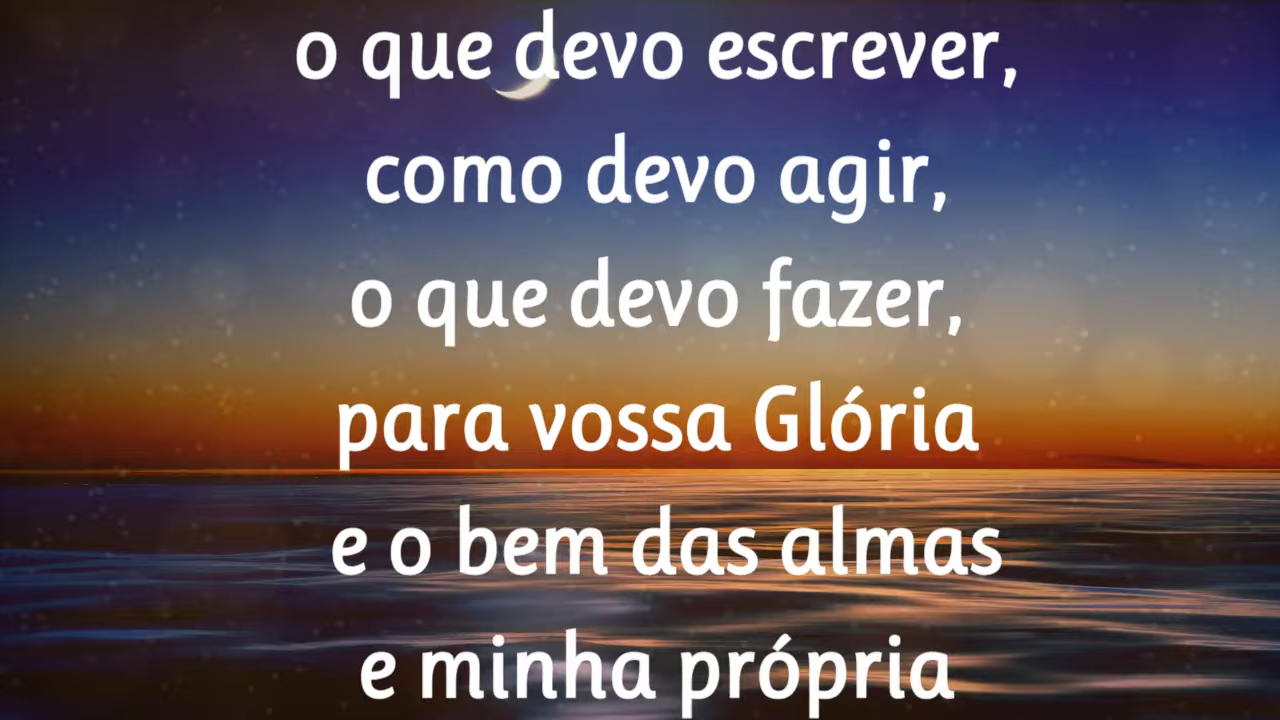 o que devo escrever,
como devo agir,
o que devo fazer,
para vossa Glória
e o bem das almas
e minha própria